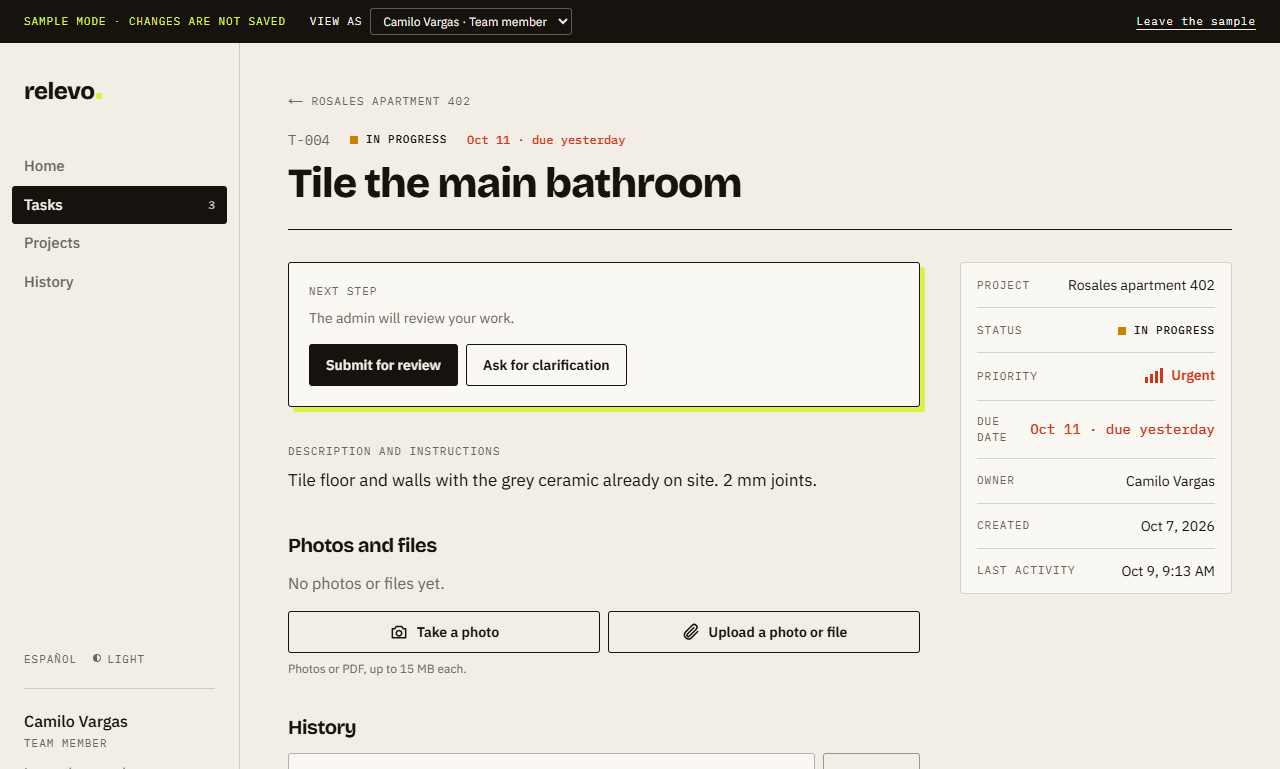 SAMPLE MODE · CHANGES ARE NOT SAVED
VIEW AS
Camilo Vargas · Team member
Leave the sample
relevo.
Home
Tasks 3
Projects
History
ESPAÑOL
LIGHT
Camilo Vargas
TEAM MEMBER
← ROSALES APARTMENT 402
T-004
IN PROGRESS
Oct 11 · due yesterday
Tile the main bathroom
NEXT STEP
The admin will review your work.
Submit for review
Ask for clarification
DESCRIPTION AND INSTRUCTIONS
Tile floor and walls with the grey ceramic already on site. 2 mm joints.
Photos and files
No photos or files yet.
Take a photo
Upload a photo or file
Photos or PDF, up to 15 MB each.
History
PROJECT Rosales apartment 402
STATUS IN PROGRESS
PRIORITY Urgent
DUE
DATE
Oct 11 · due yesterday
OWNER Camilo Vargas
CREATED Oct 7, 2026
LAST ACTIVITY Oct 9, 9:13 AM